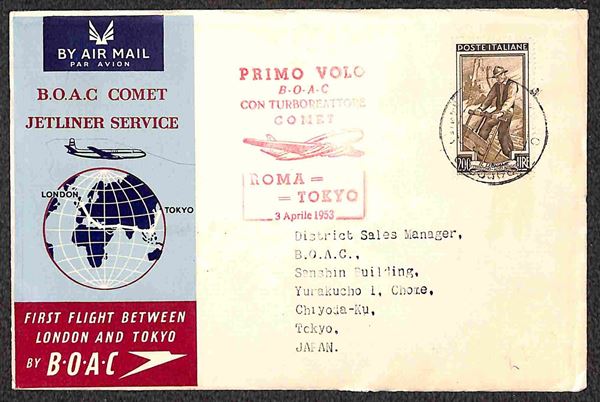 BY AIR MAIL
PAR AVION
B.O.A.C COMET
JETLINER SERVICE
LONDON
TOKYO
FIRST FLIGHT BETWEEN
LONDON AND TOKYO
BY B·O·A·C
PRIMO VOLO
B-O-A-C
CON TURBOREATTORE
COMET
ROMA =
= TOKYO
3 Aprile 1953
POSTE ITALIANE
200 LIRE
District Sales Manager,
B.O.A.C.,
Sanshin Building,
Yurakucho 1, Chome,
Chiyoda-Ku,
Tokyo,
JAPAN.